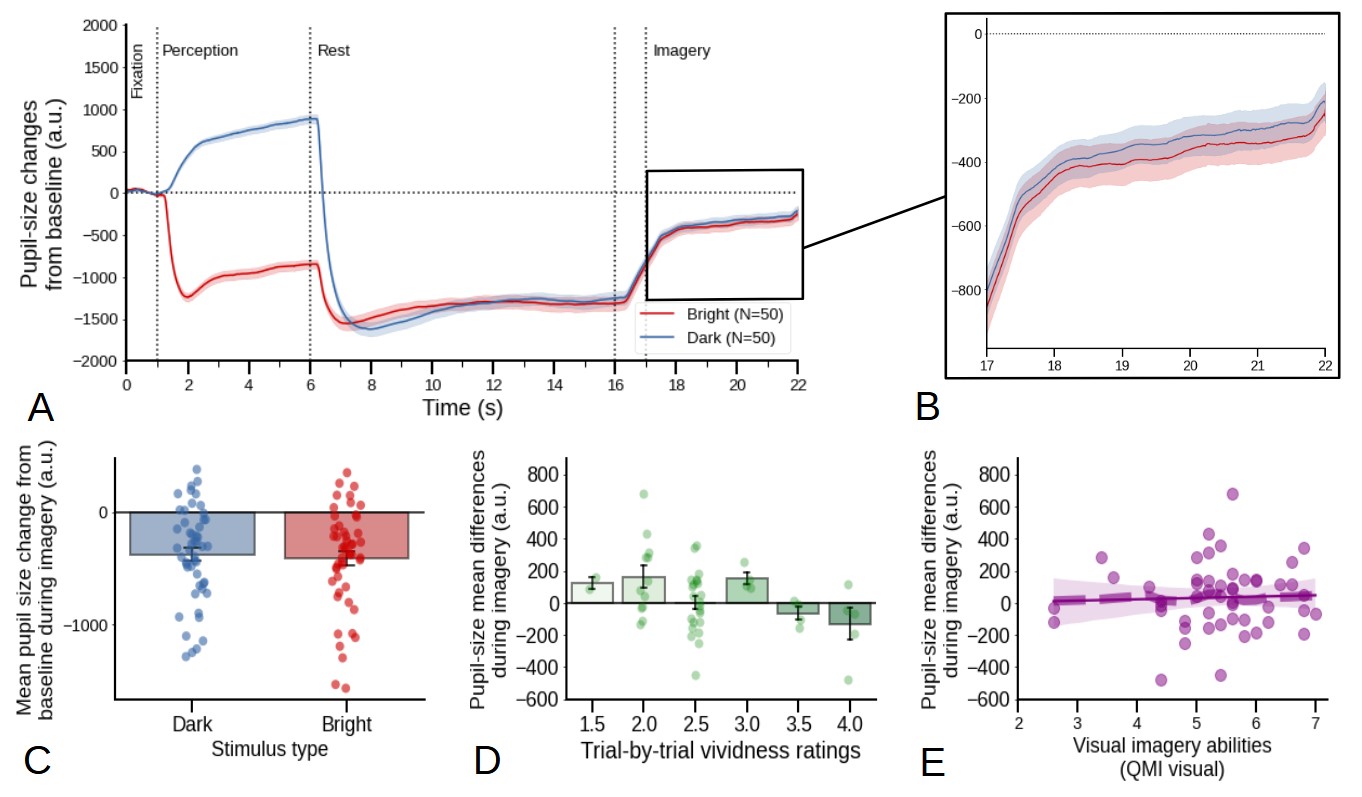 Pupil-size changes
from baseline (a.u.)
2000
1500
1000
500
0
−500
−1000
−1500
−2000
Fixation
Perception
Rest
Imagery
Bright (N=50)
Dark (N=50)
0 2 4 6 8 10 12 14 16 18 20 22
Time (s)
A
0
−200
−400
−600
−800
17 18 19 20 21 22
B
Mean pupil size change from
baseline during imagery (a.u.)
0
−1000
Dark Bright
Stimulus type
C
Pupil-size mean differences
during imagery (a.u.)
800
600
400
200
0
−200
−400
−600
1.5 2.0 2.5 3.0 3.5 4.0
Trial-by-trial vividness ratings
D
Pupil-size mean differences
during imagery (a.u.)
800
600
400
200
0
−200
−400
−600
2 3 4 5 6 7
Visual imagery abilities
(QMI visual)
E